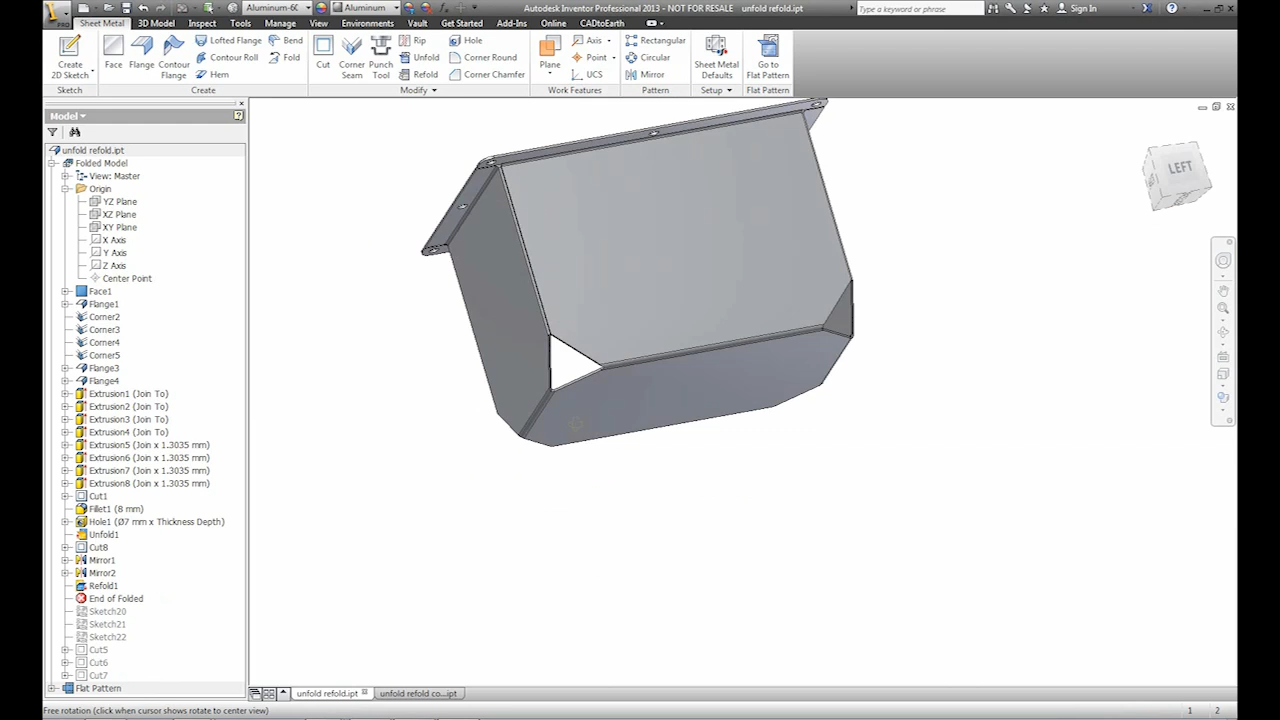 Aluminum-60
Aluminum
Autodesk Inventor Professional 2013 - NOT FOR RESALE unfold refold.ipt
Type a keyword or phrase
Sign In
PRO
Sheet Metal 3D Model Inspect Tools Manage View Environments Vault Get Started Add-Ins Online CADtoEarth
Create
2D Sketch
Face
Flange
Contour
Flange
Lofted Flange
Contour Roll
Hem
Bend
Fold
Cut
Corner
Seam
Punch
Tool
Rip
Unfold
Refold
Hole
Corner Round
Corner Chamfer
Plane
Axis
Point
UCS
Rectangular
Circular
Mirror
Sheet Metal
Defaults
Go to
Flat Pattern
Sketch Create Modify Work Features Pattern Setup Flat Pattern
Model
unfold refold.ipt
Folded Model
View: Master
Origin
YZ Plane
XZ Plane
XY Plane
X Axis
Y Axis
Z Axis
Center Point
Face1
Flange1
Corner2
Corner3
Corner4
Corner5
Flange3
Flange4
Extrusion1 (Join To)
Extrusion2 (Join To)
Extrusion3 (Join To)
Extrusion4 (Join To)
Extrusion5 (Join x 1.3035 mm)
Extrusion6 (Join x 1.3035 mm)
Extrusion7 (Join x 1.3035 mm)
Extrusion8 (Join x 1.3035 mm)
Cut1
Fillet1 (8 mm)
Hole1 (Ø7 mm x Thickness Depth)
Unfold1
Cut8
Mirror1
Mirror2
Refold1
End of Folded
Sketch20
Sketch21
Sketch22
Cut5
Cut6
Cut7
Flat Pattern
LEFT
unfold refold.ipt
unfold refold co...ipt
Free rotation (click when cursor shows rotate to center view)
1 2